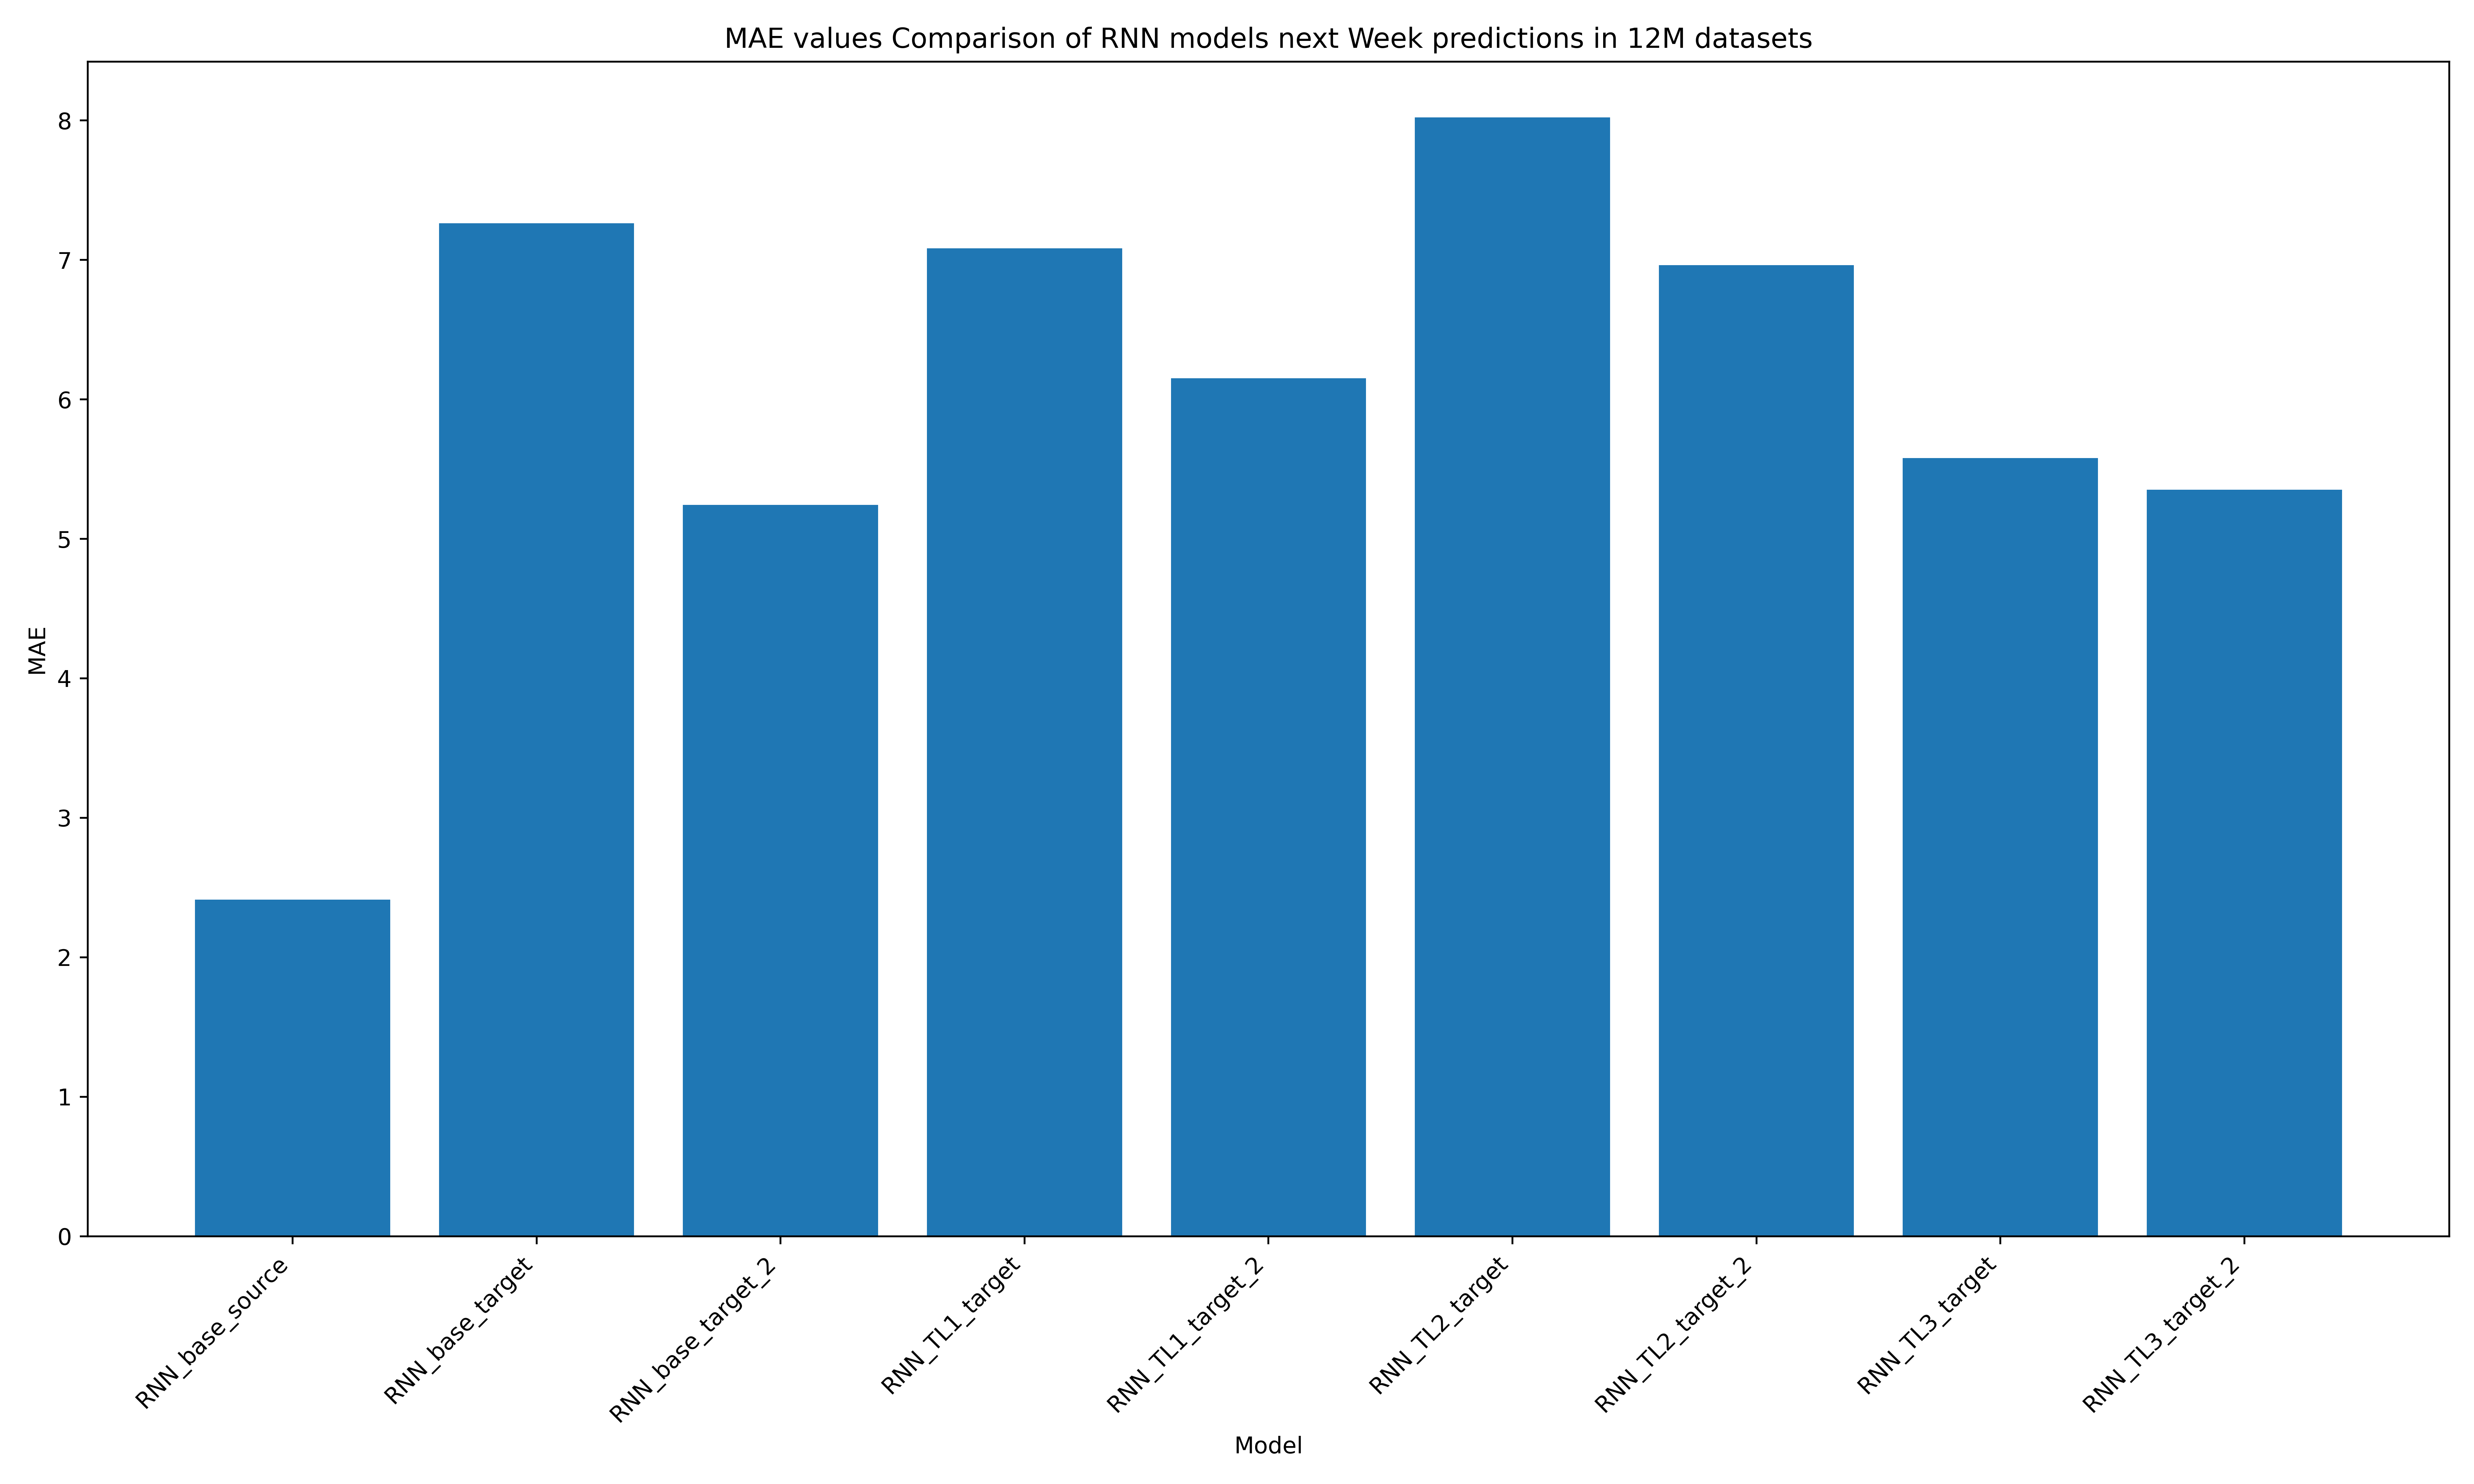 MAE values Comparison of RNN models next Week predictions in 12M datasets
8
7
6
5
4
3
2
1
0
MAE
RNN_base_source
RNN_base_target
RNN_base_target_2
RNN_TL1_target
RNN_TL1_target_2
RNN_TL2_target
RNN_TL2_target_2
RNN_TL3_target
RNN_TL3_target_2
Model